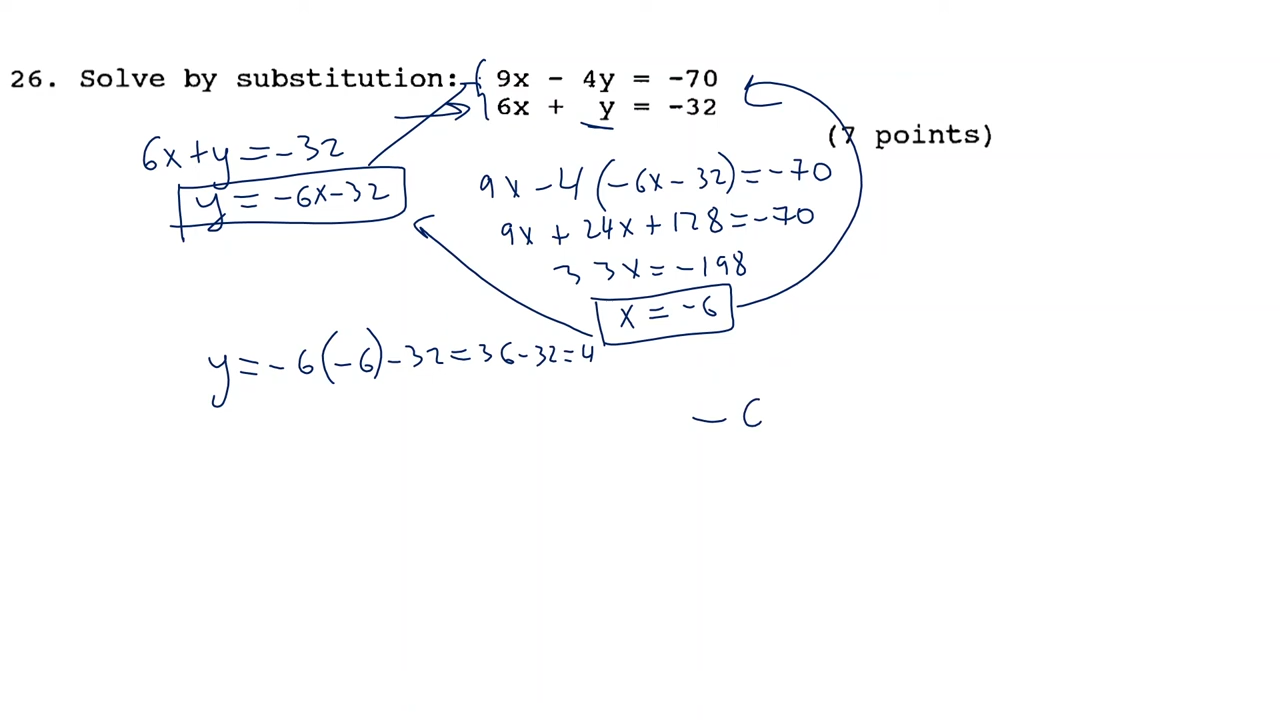 26. Solve by substitution: { 9x - 4y = -70
6x + y = -32
(7 points)
6x+y=-32
y = -6x-32
9x-4(-6x-32)=-70
9x+24x+128=-70
33x=-198
x = -6
y=-6(-6)-32=36-32=4